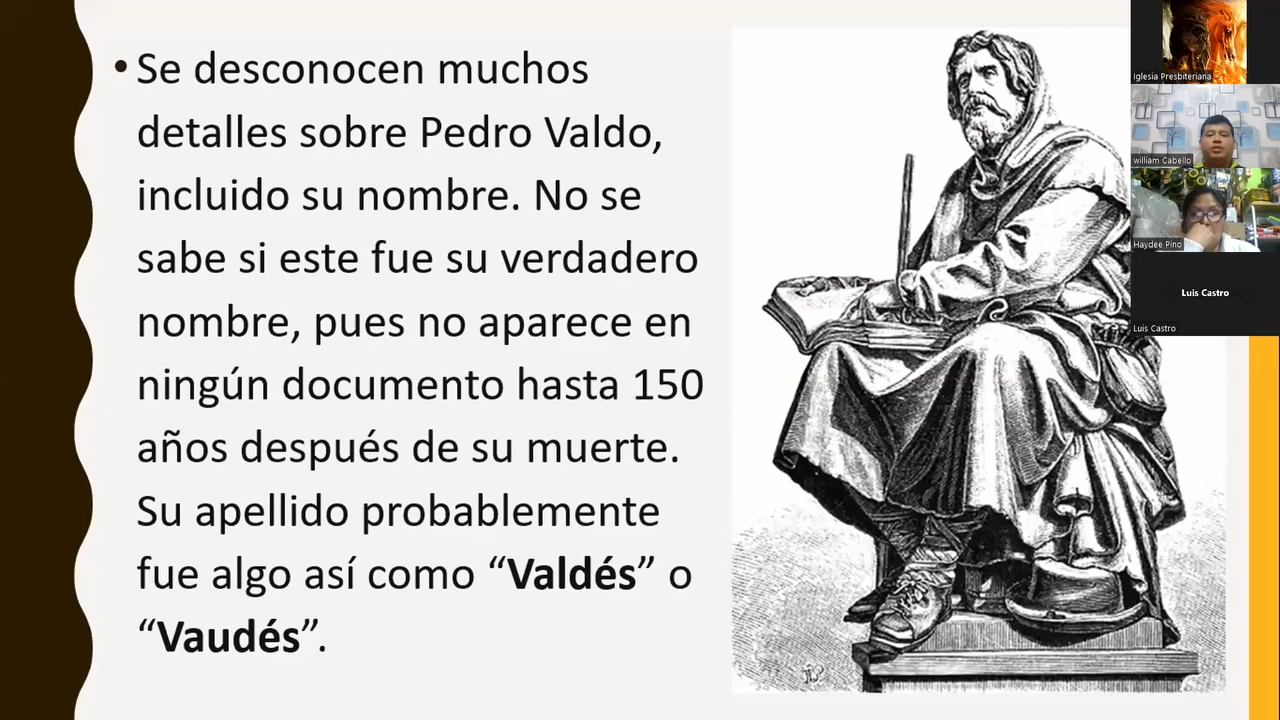 • Se desconocen muchos
detalles sobre Pedro Valdo,
incluido su nombre. No se
sabe si este fue su verdadero
nombre, pues no aparece en
ningún documento hasta 150
años después de su muerte.
Su apellido probablemente
fue algo así como “Valdés” o
“Vaudés”.
Iglesia Presbiteriana
william Cabello
Haydee Pino
Luis Castro
Luis Castro